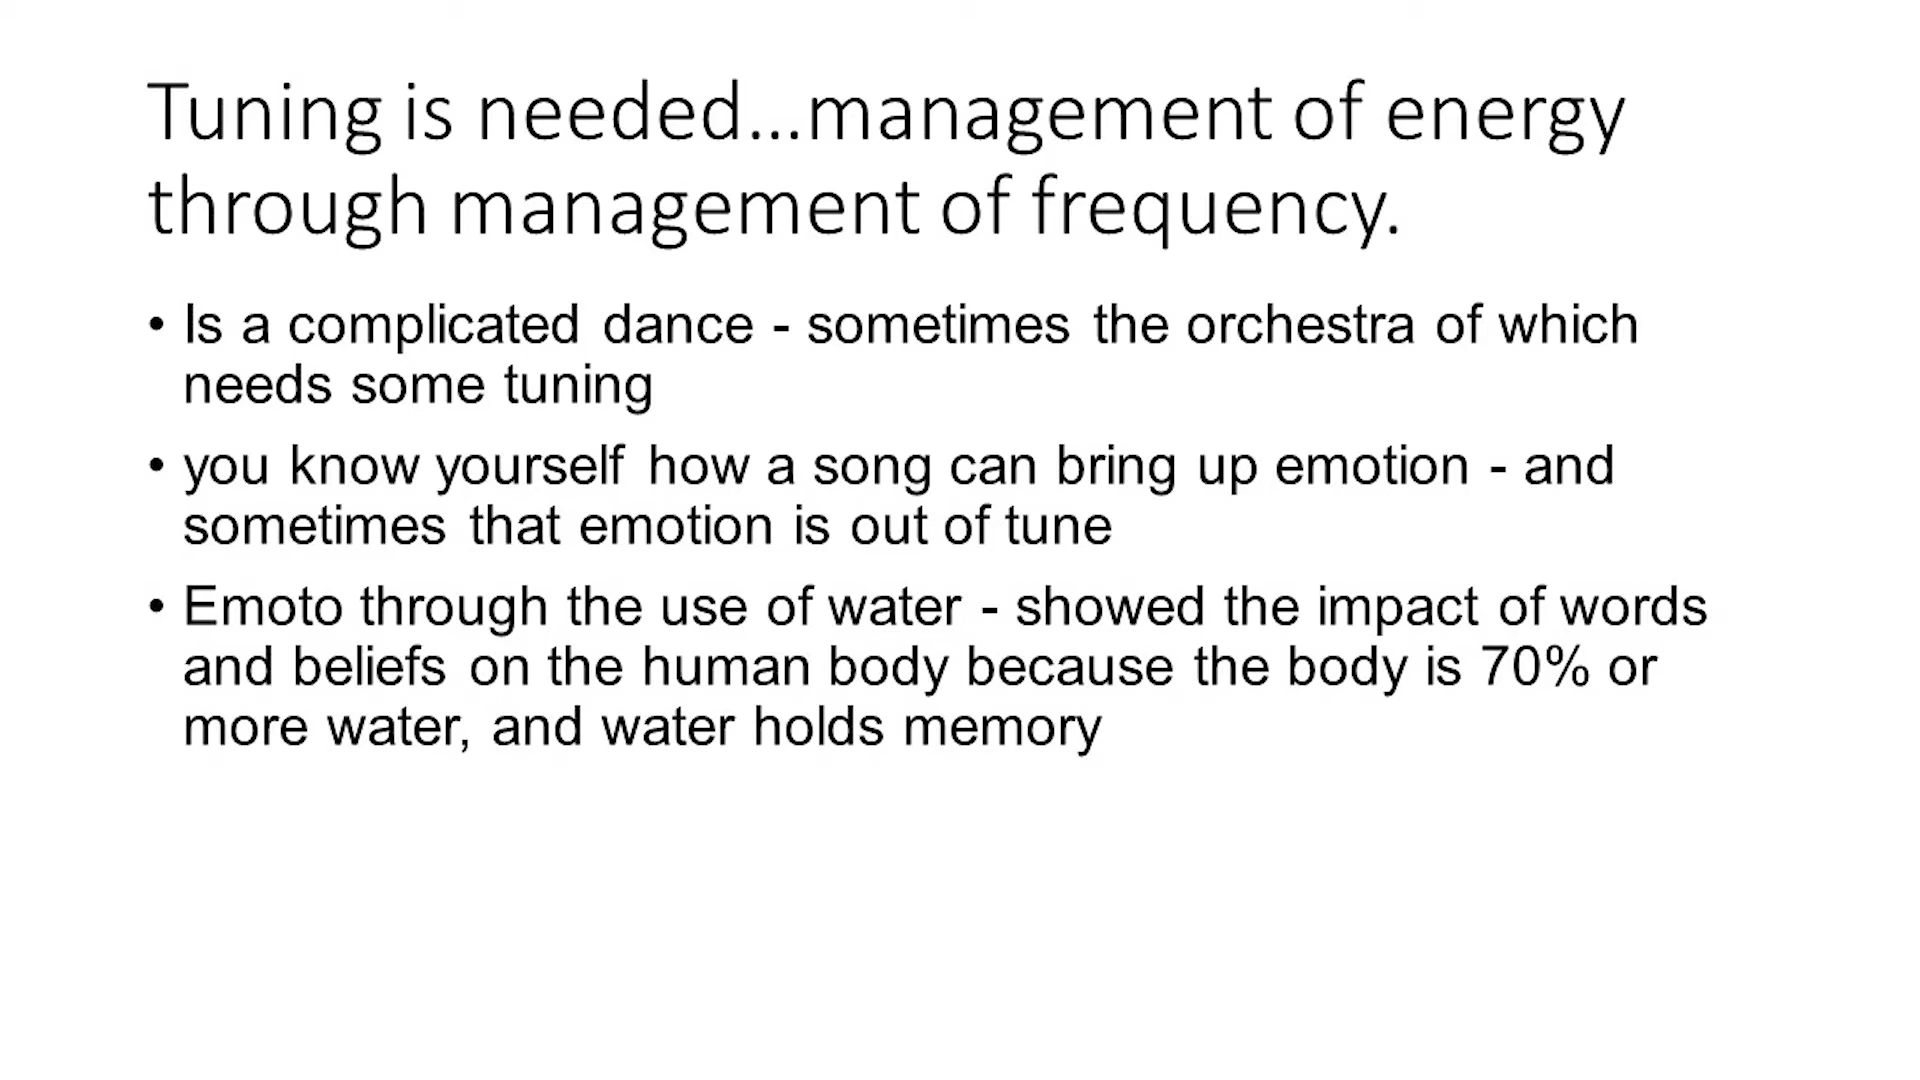 Tuning is needed...management of energy
through management of frequency.
• Is a complicated dance - sometimes the orchestra of which
needs some tuning
• you know yourself how a song can bring up emotion - and
sometimes that emotion is out of tune
• Emoto through the use of water - showed the impact of words
and beliefs on the human body because the body is 70% or
more water, and water holds memory